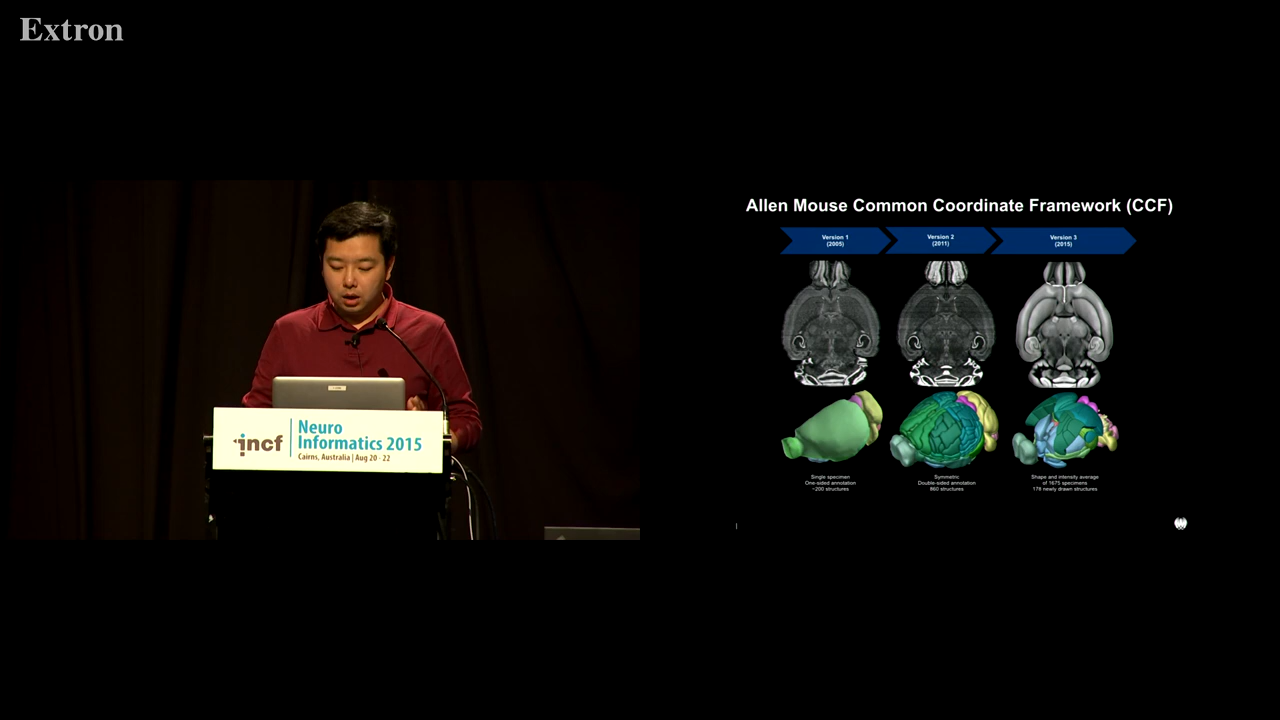 Extron
incf
Neuro
Informatics 2015
Cairns, Australia | Aug 20 - 22
Allen Mouse Common Coordinate Framework (CCF)
Version 1
(2005)
Version 2
(2011)
Version 3
(2015)
Single specimen
One-sided annotation
~200 structures
Symmetric
Double-sided annotation
860 structures
Shape and intensity average
of 1675 specimens
178 newly drawn structures